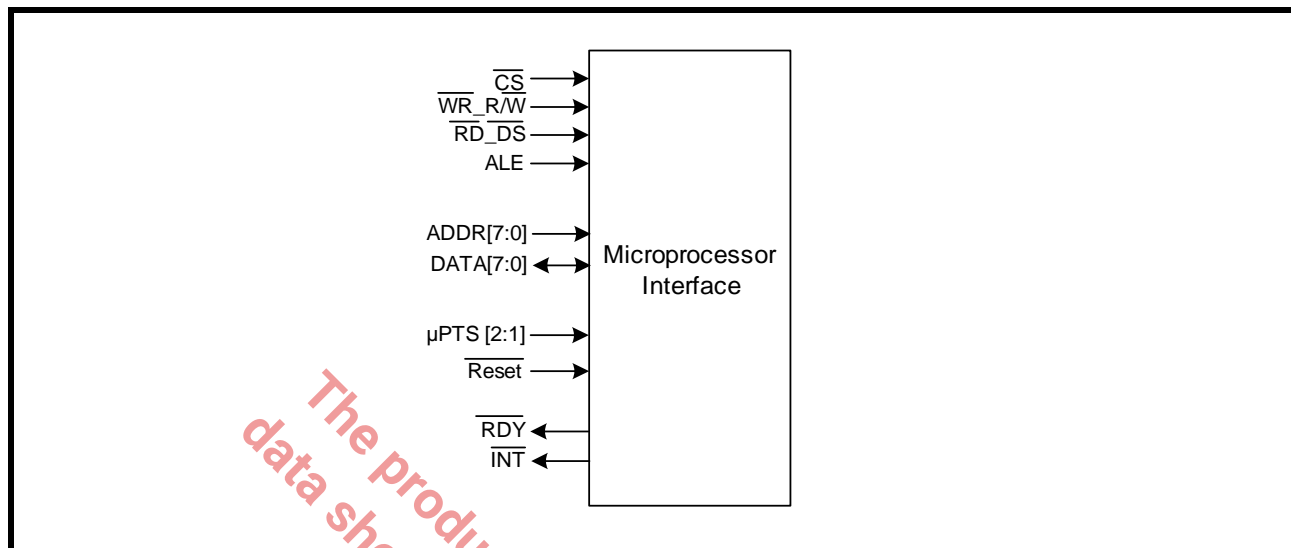 CS
WR_R/W
RD_DS
ALE
ADDR[7:0]
DATA[7:0]
µPTS [2:1]
Reset
RDY
INT
Microprocessor
Interface
The produ
data she